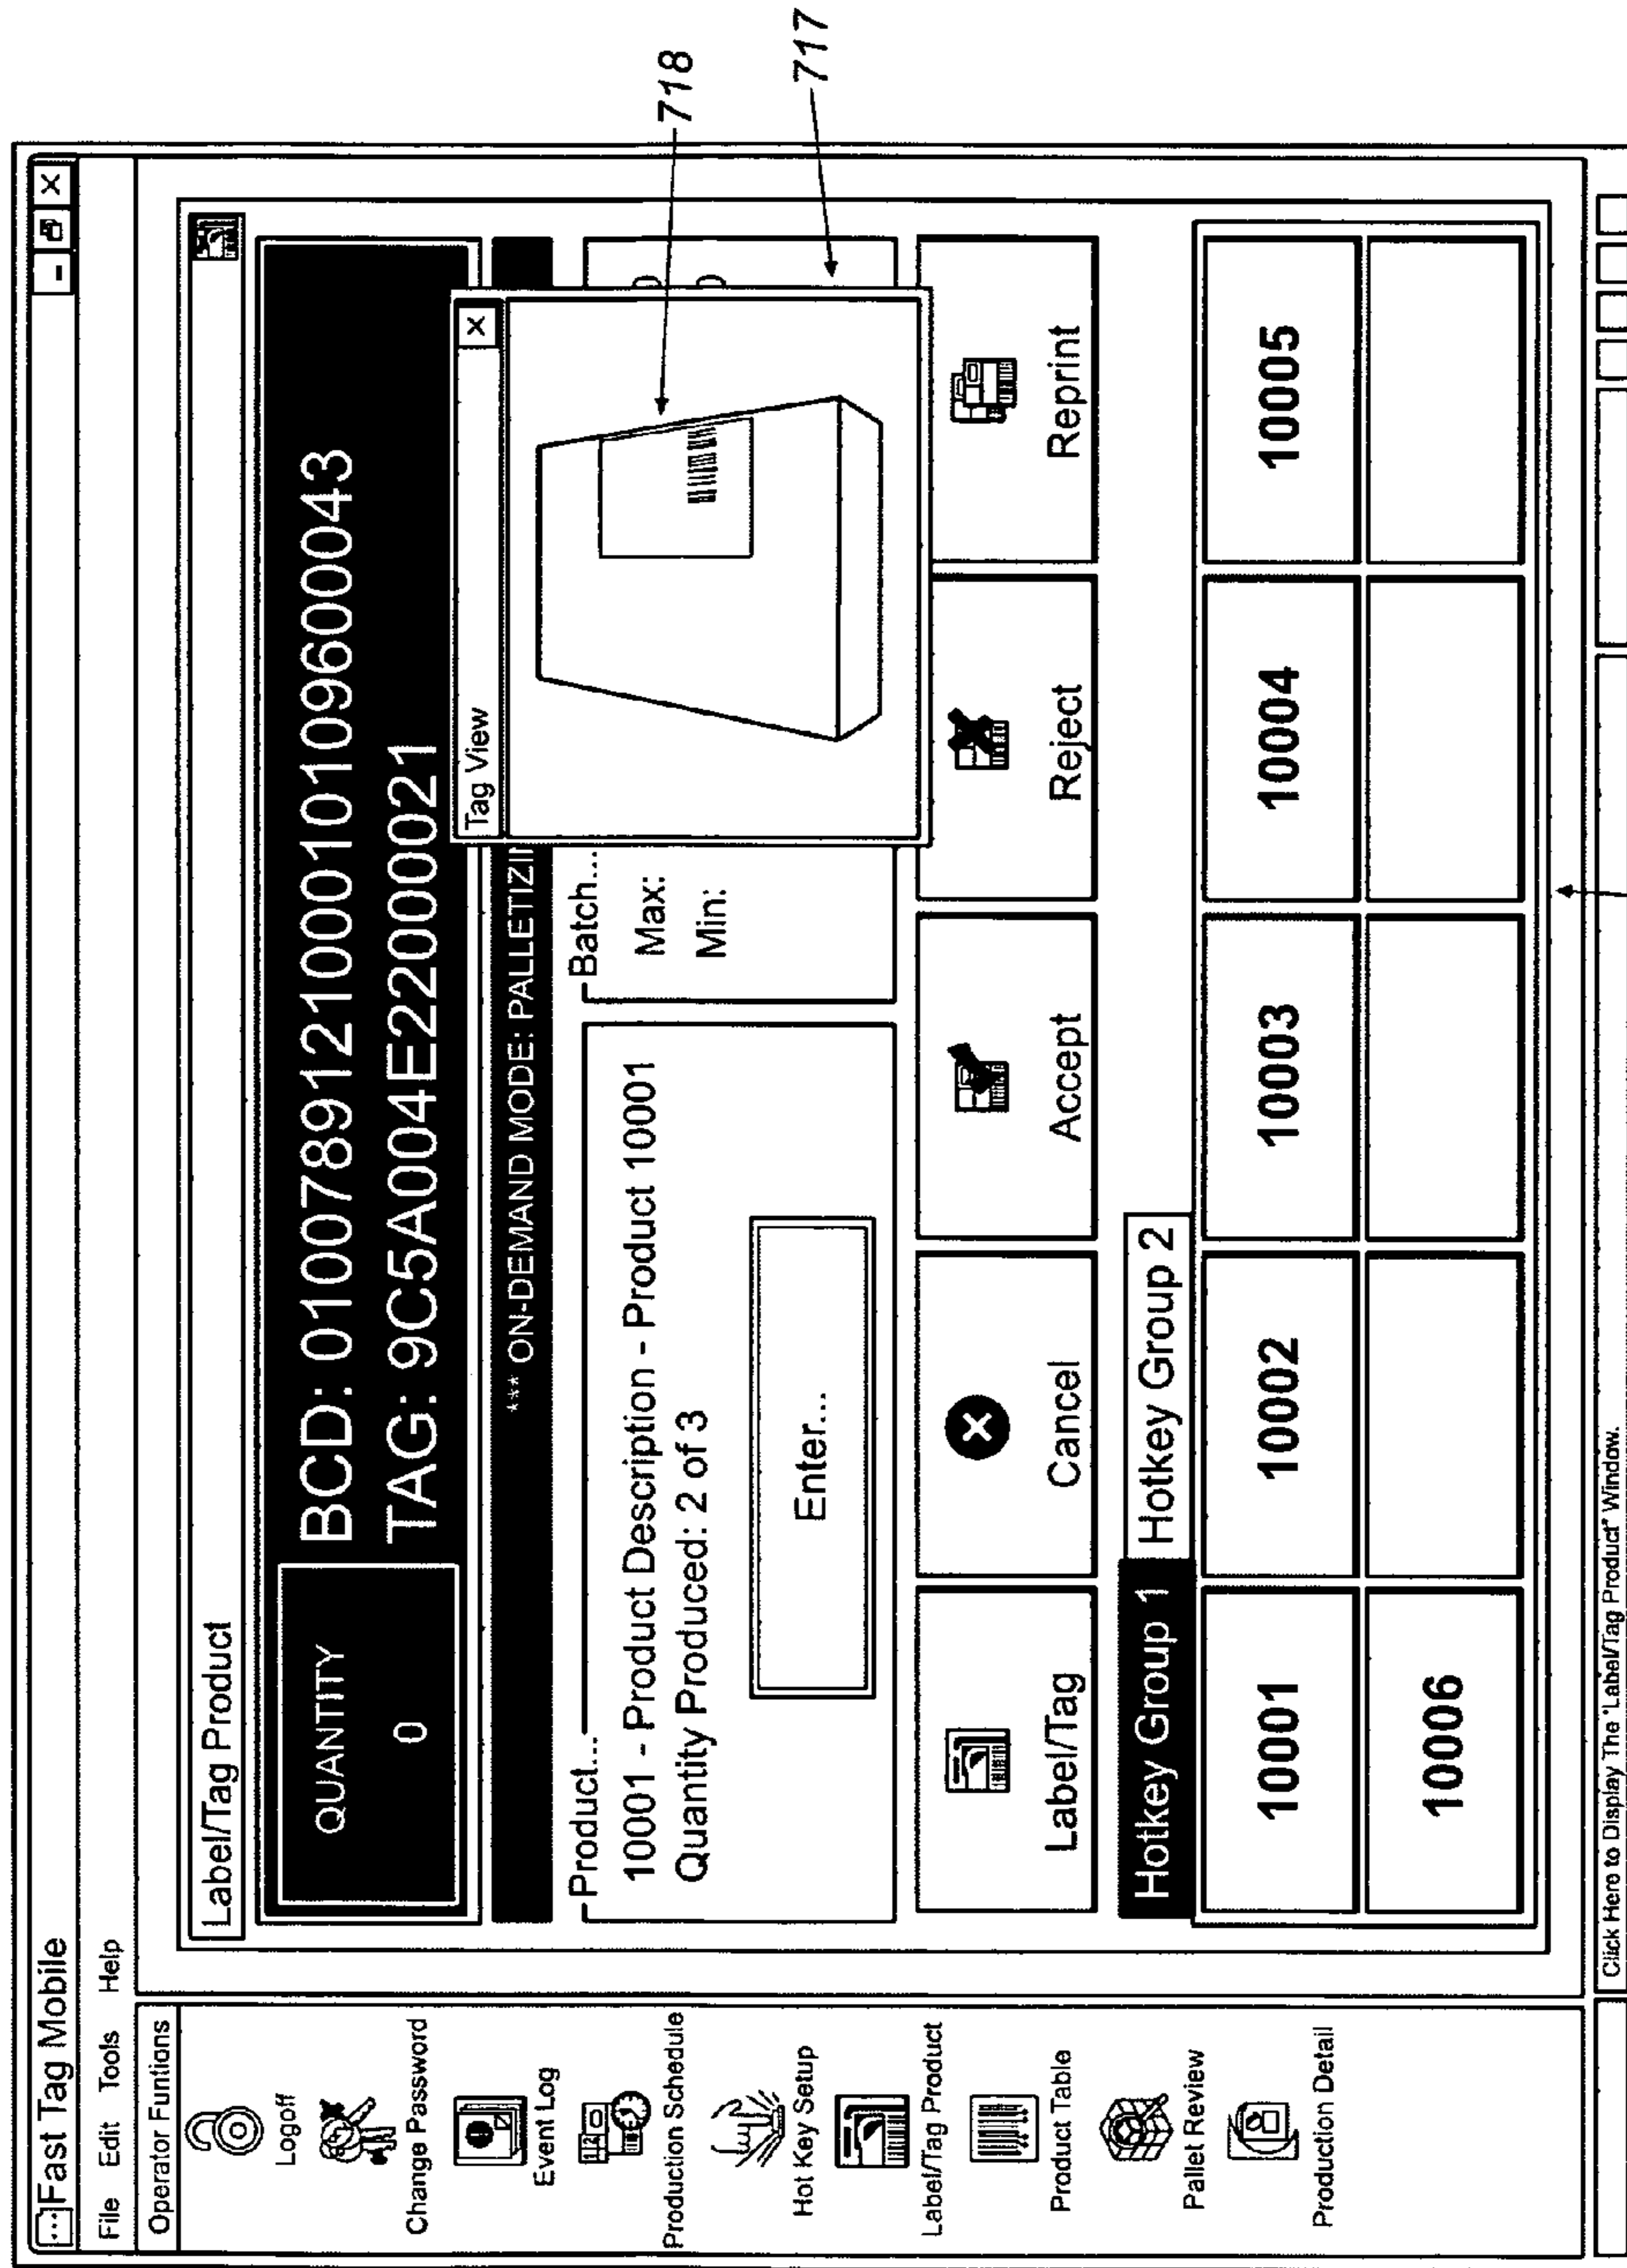 Fast Tag Mobile
File Edit Tools Help
Operator Funtions
Logoff
Change Password
Event Log
Production Schedule
Hot Key Setup
Label/Tag Product
Product Table
Pallet Review
Production Detail
Label/Tag Product
QUANTITY
0
BCD: 0100789121000101096000043
TAG: 9C5A004E22000021
*** ON-DEMAND MODE: PALLETIZIN
Product...
10001 - Product Description - Product 10001
Quantity Produced: 2 of 3
Enter...
Batch...
Max:
Min:
Tag View
718
717
Label/Tag
Cancel
Accept
Reject
Reprint
Hotkey Group 1
Hotkey Group 2
10001
10002
10003
10004
10005
10006
Click Here to Display The "Label/Tag Product" Window.